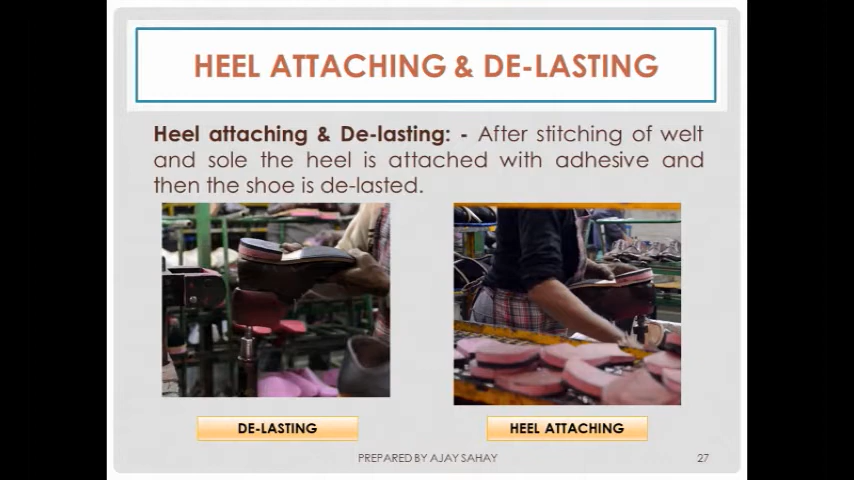 HEEL ATTACHING & DE-LASTING
Heel attaching & De-lasting: - After stitching of welt
and sole the heel is attached with adhesive and
then the shoe is de-lasted.
DE-LASTING
HEEL ATTACHING
PREPARED BY AJAY SAHAY
27